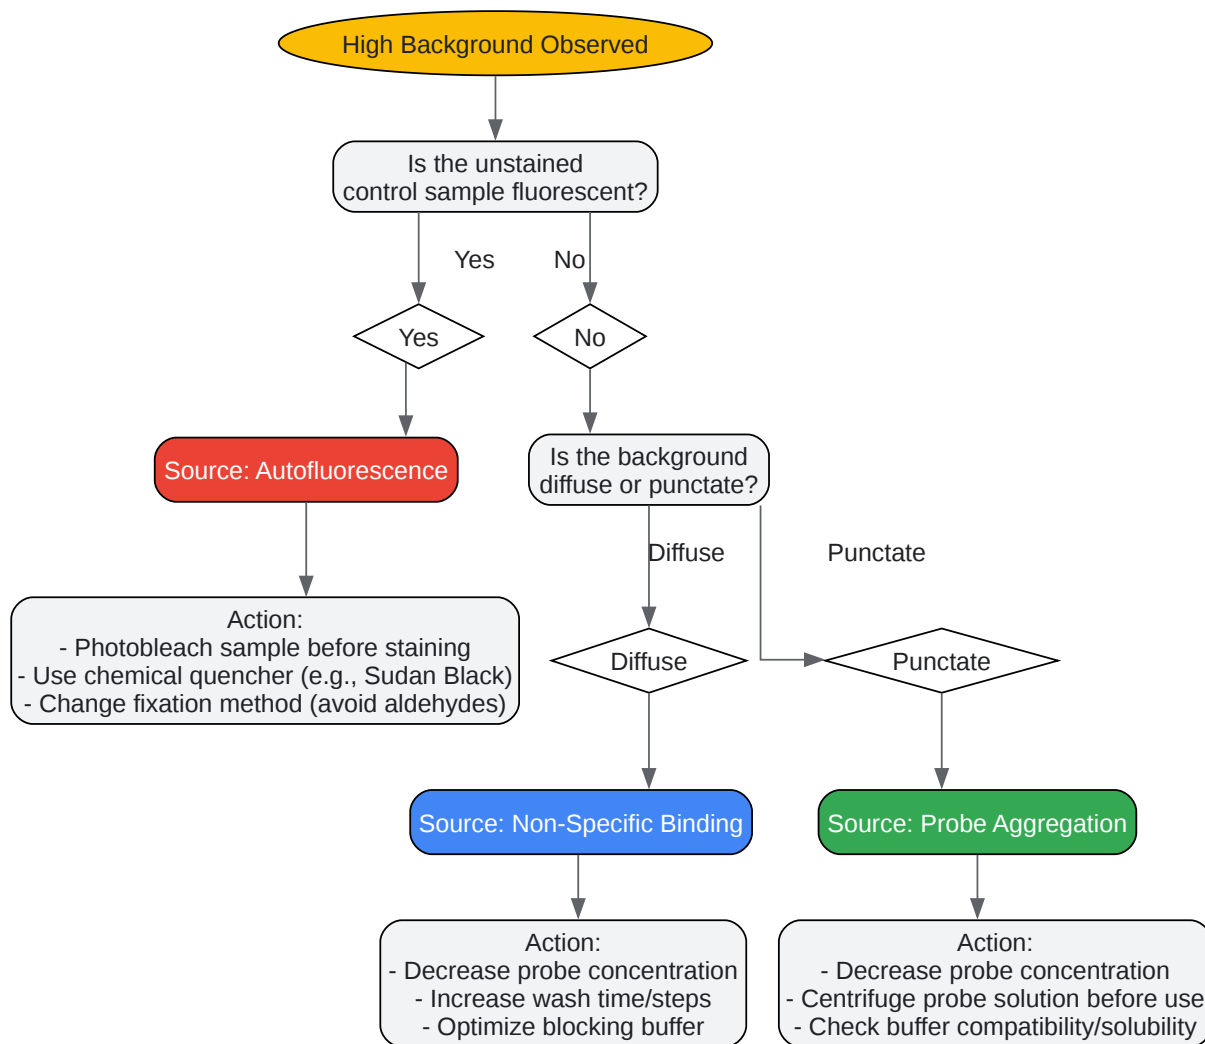 High Background Observed
Is the unstained
control sample fluorescent?
Yes
No
Yes
No
Source: Autofluorescence
Is the background
diffuse or punctate?
Diffuse
Punctate
Action:
- Photobleach sample before staining
- Use chemical quencher (e.g., Sudan Black)
- Change fixation method (avoid aldehydes)
Diffuse
Punctate
Source: Non-Specific Binding
Source: Probe Aggregation
Action:
- Decrease probe concentration
- Increase wash time/steps
- Optimize blocking buffer
Action:
- Decrease probe concentration
- Centrifuge probe solution before use
- Check buffer compatibility/solubility